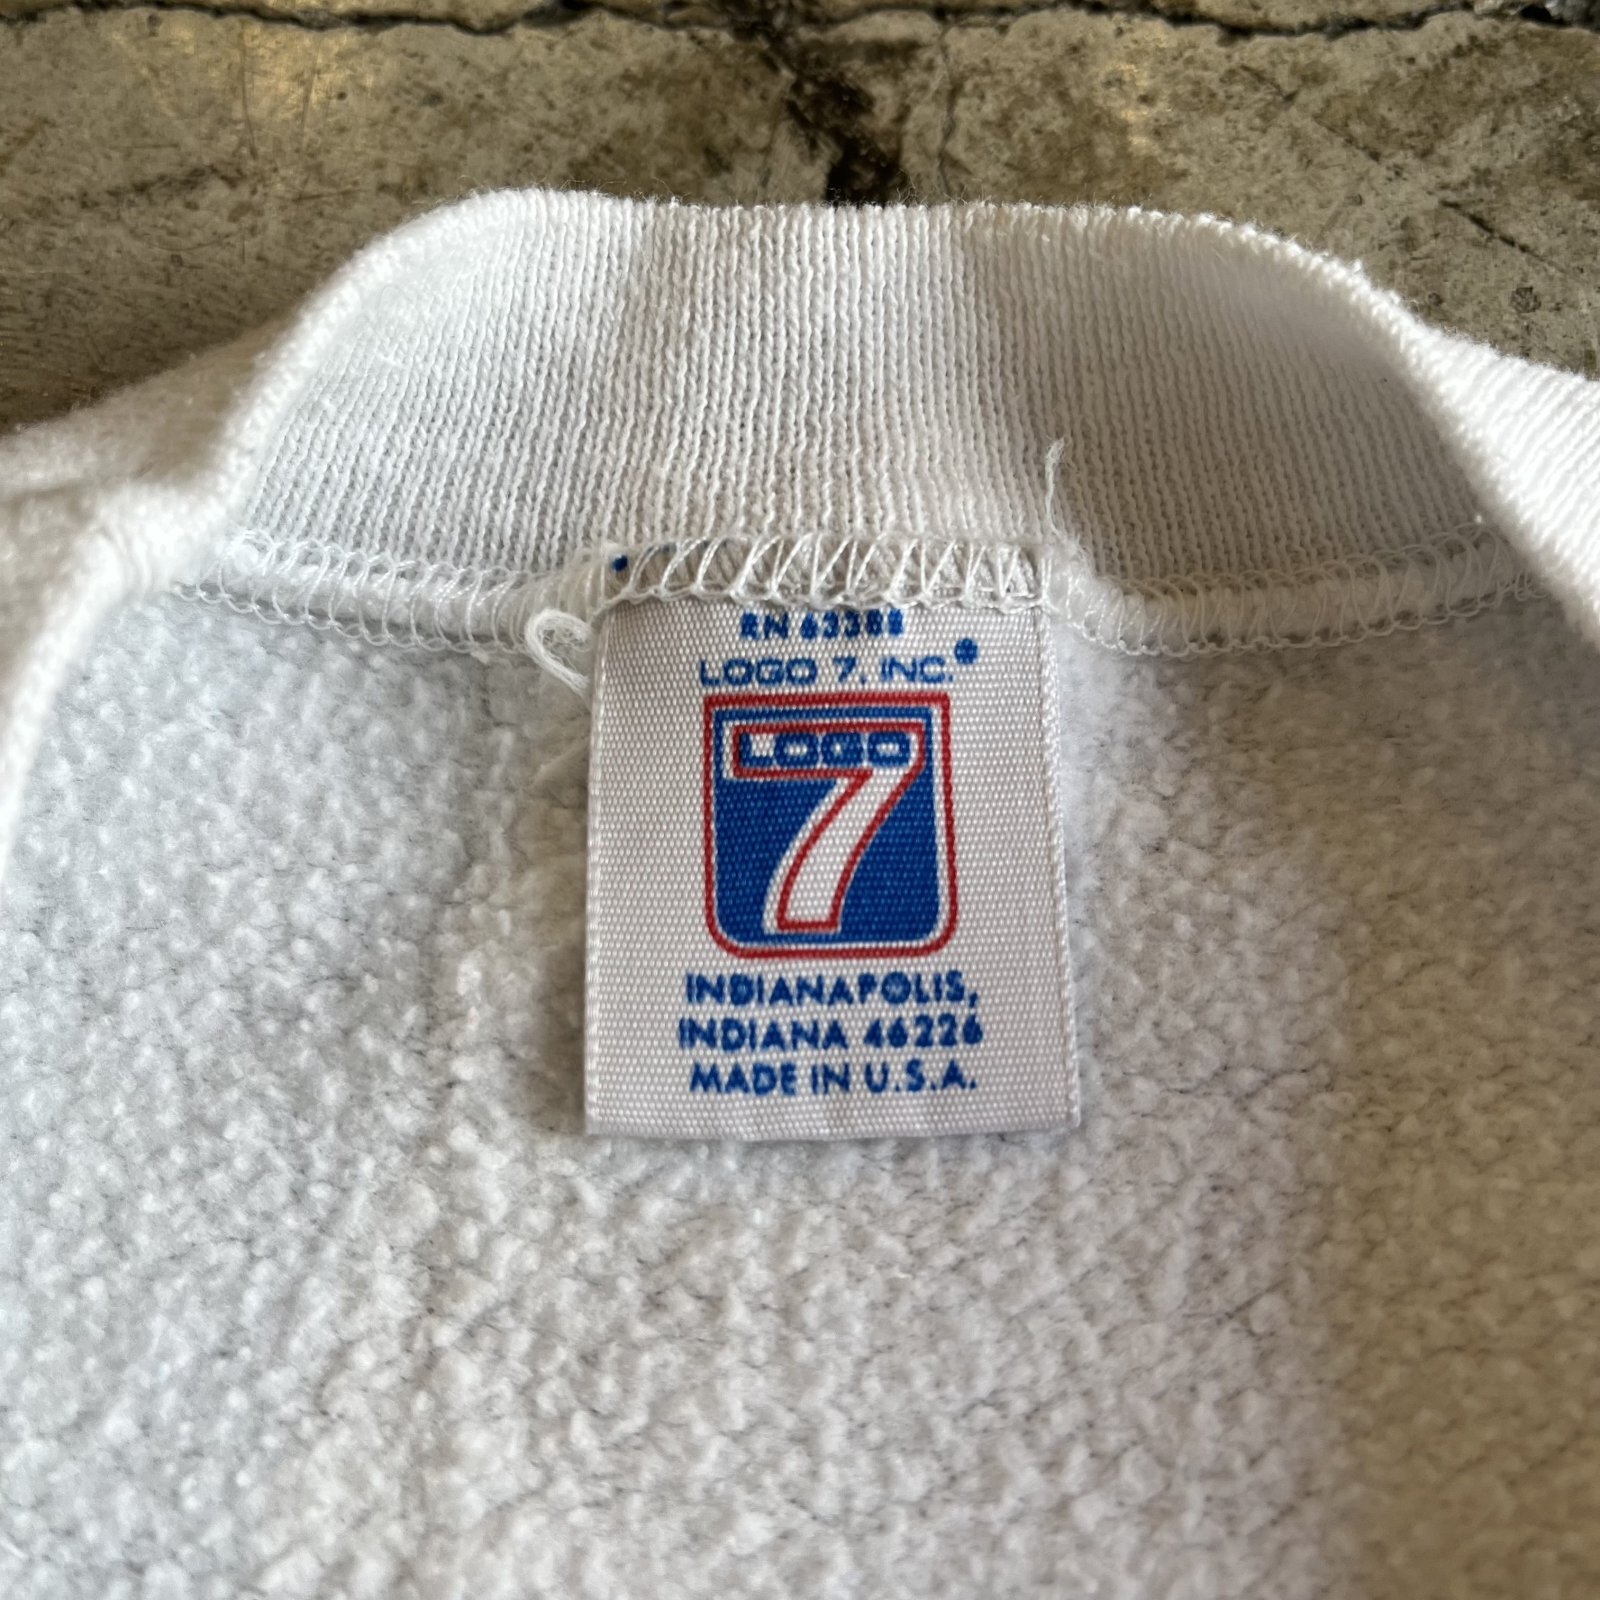 RN 63388
LOGO 7, INC.®
LOGO
7
INDIANAPOLIS,
INDIANA 46226
MADE IN U.S.A.